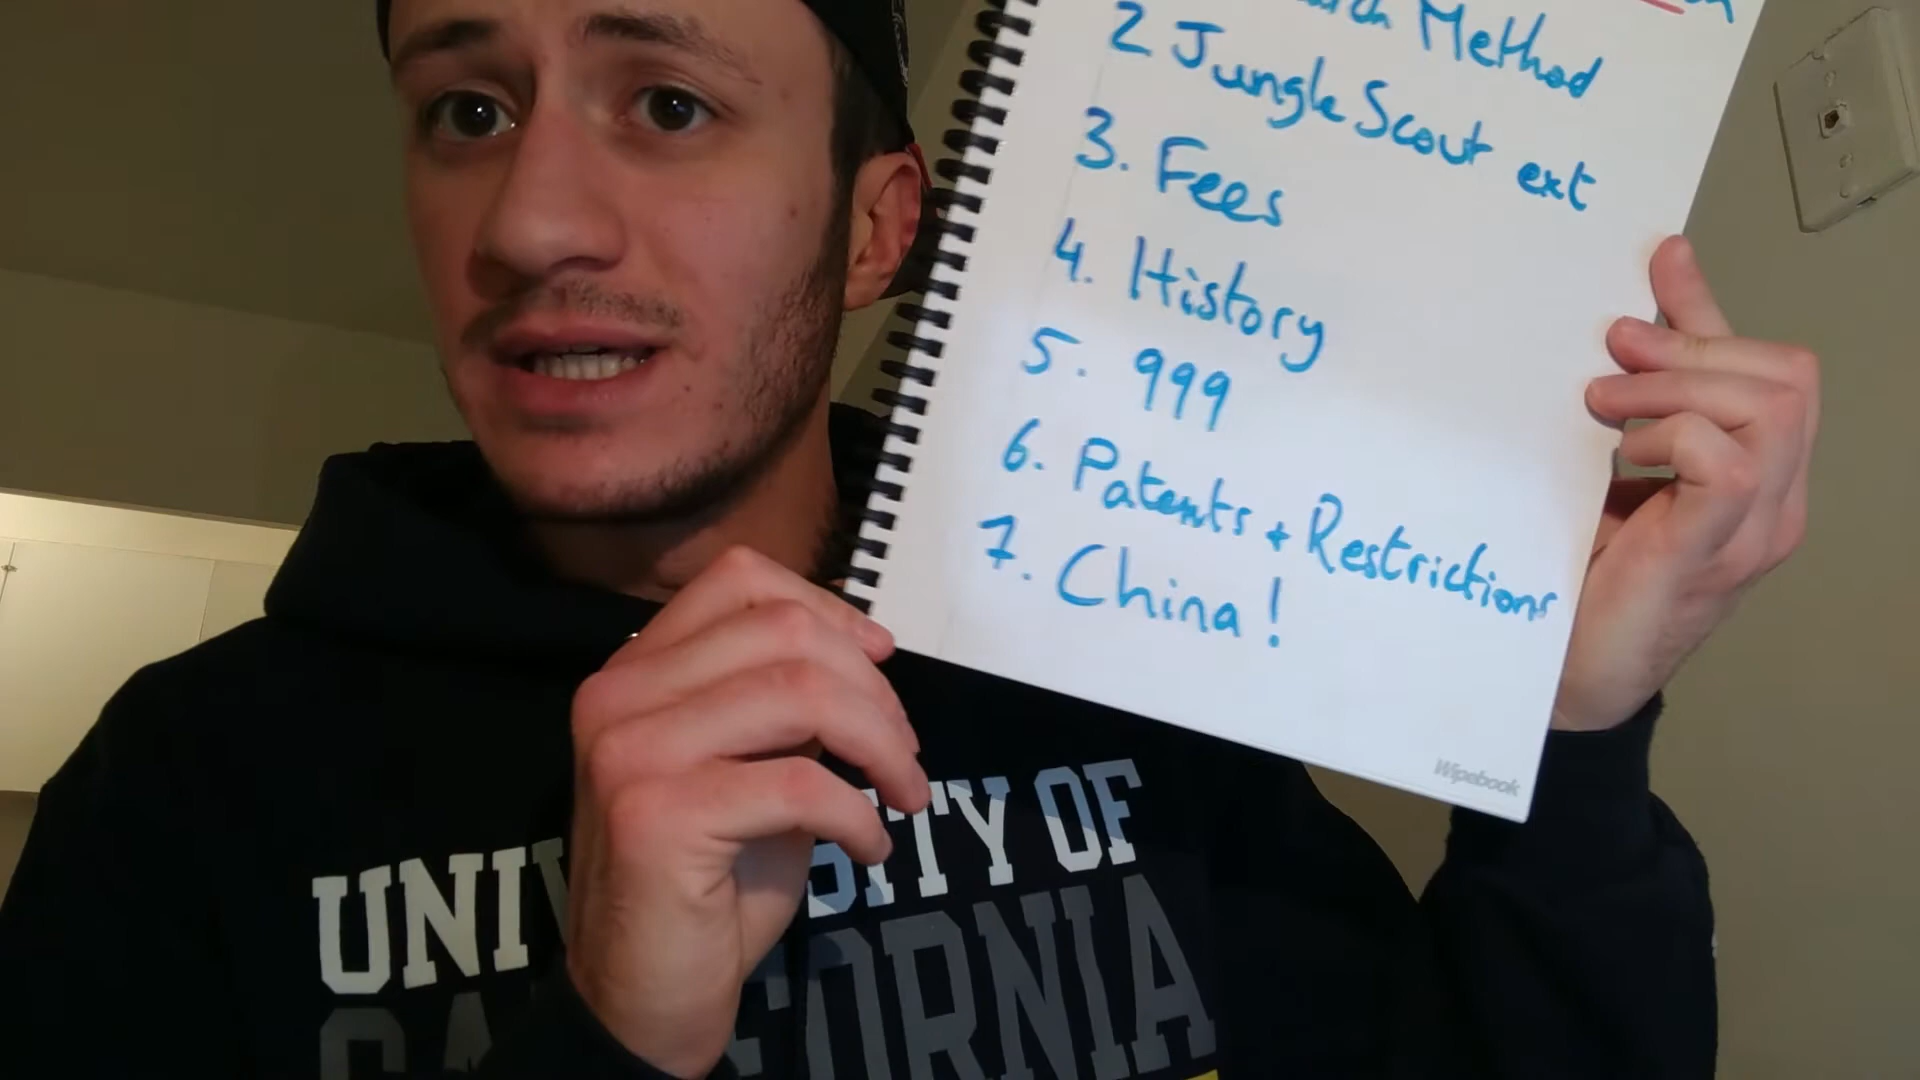 Method
2 Jungle Scout ext
3. Fees
4. History
5. 999
6. Patents + Restrictions
7. China!
Wipebook
UNI SITY OF
ORNIA